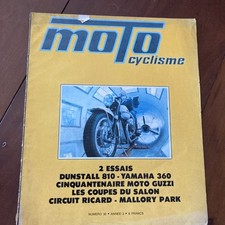 moto
cyclisme
2 ESSAIS
DUNSTALL 810 - YAMAHA 360
CINQUANTENAIRE MOTO GUZZI
LES COUPES DU SALON
CIRCUIT RICARD - MALLORY PARK